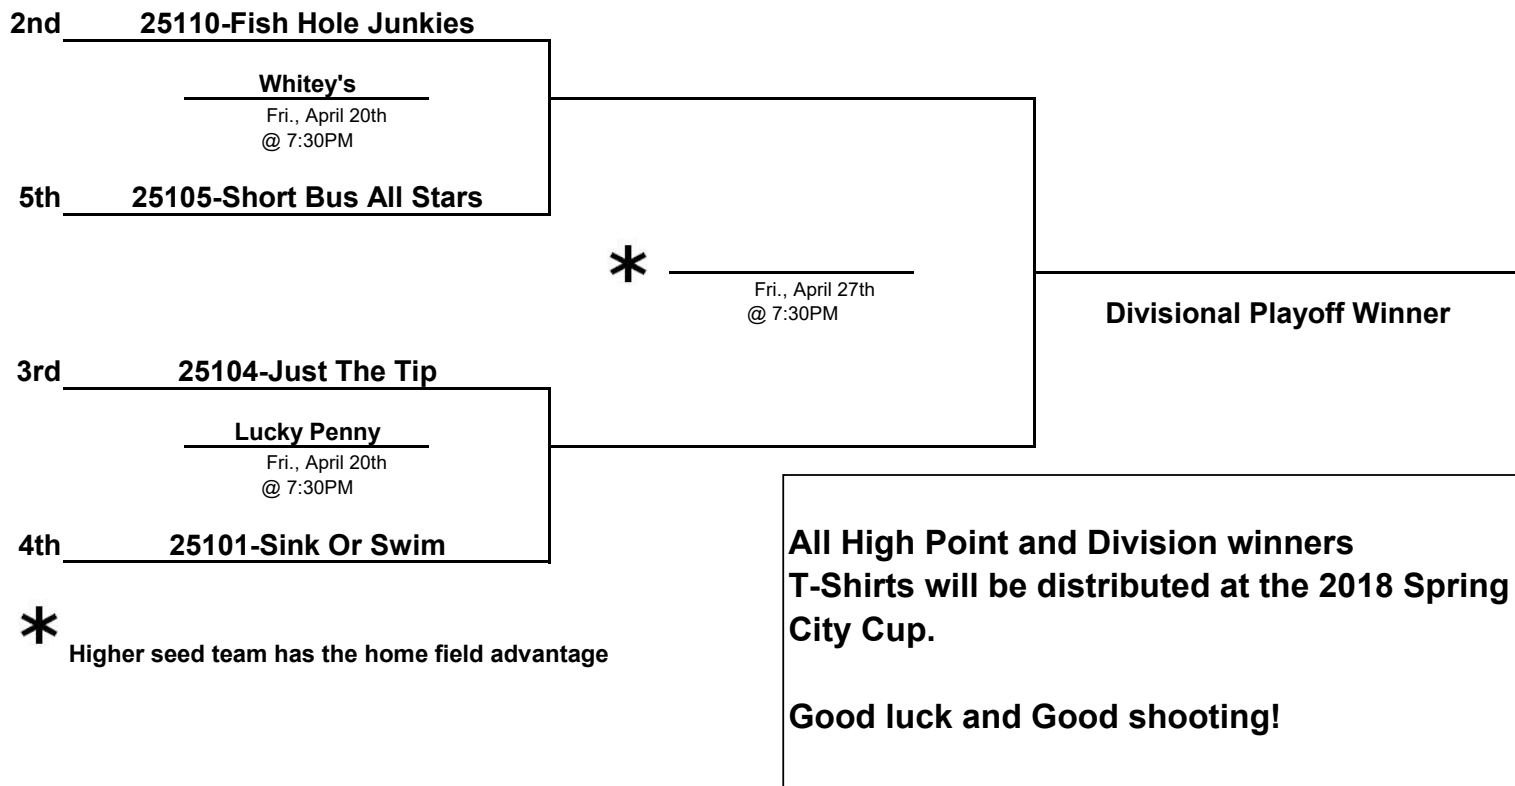 2nd 25110-Fish Hole Junkies
Whitey's
Fri., April 20th
@ 7:30PM
5th 25105-Short Bus All Stars
*
Fri., April 27th
@ 7:30PM
Divisional Playoff Winner
3rd 25104-Just The Tip
Lucky Penny
Fri., April 20th
@ 7:30PM
4th 25101-Sink Or Swim
* Higher seed team has the home field advantage
All High Point and Division winners
T-Shirts will be distributed at the 2018 Spring
City Cup.
Good luck and Good shooting!